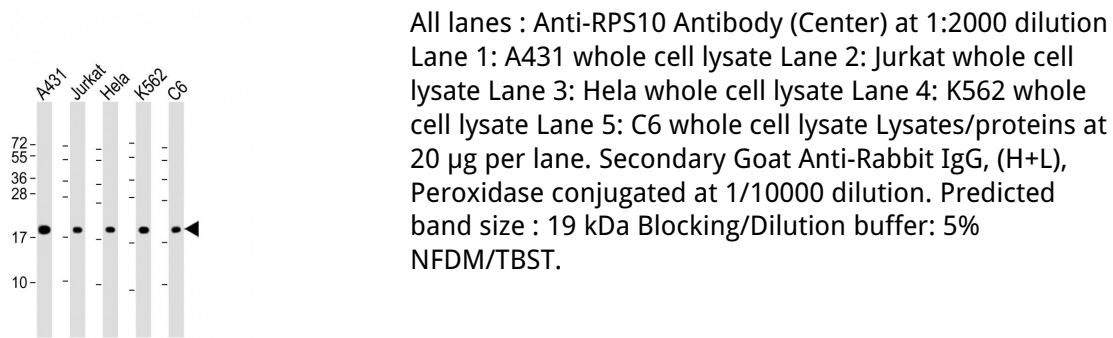 A431 Jurkat Hela K562 C6
72
55
36
28
17
10
All lanes : Anti-RPS10 Antibody (Center) at 1:2000 dilution
Lane 1: A431 whole cell lysate Lane 2: Jurkat whole cell
lysate Lane 3: Hela whole cell lysate Lane 4: K562 whole
cell lysate Lane 5: C6 whole cell lysate Lysates/proteins at
20 µg per lane. Secondary Goat Anti-Rabbit IgG, (H+L),
Peroxidase conjugated at 1/10000 dilution. Predicted
band size : 19 kDa Blocking/Dilution buffer: 5%
NFDM/TBST.